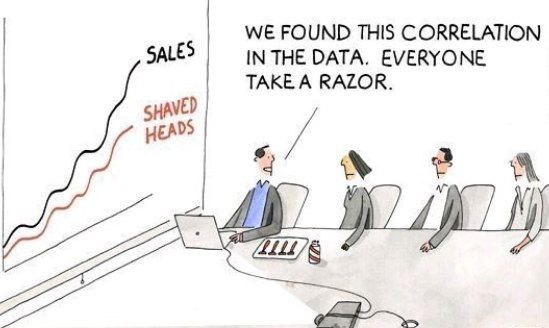 SALES
SHAVED
HEADS
WE FOUND THIS CORRELATION
IN THE DATA. EVERYONE
TAKE A RAZOR.